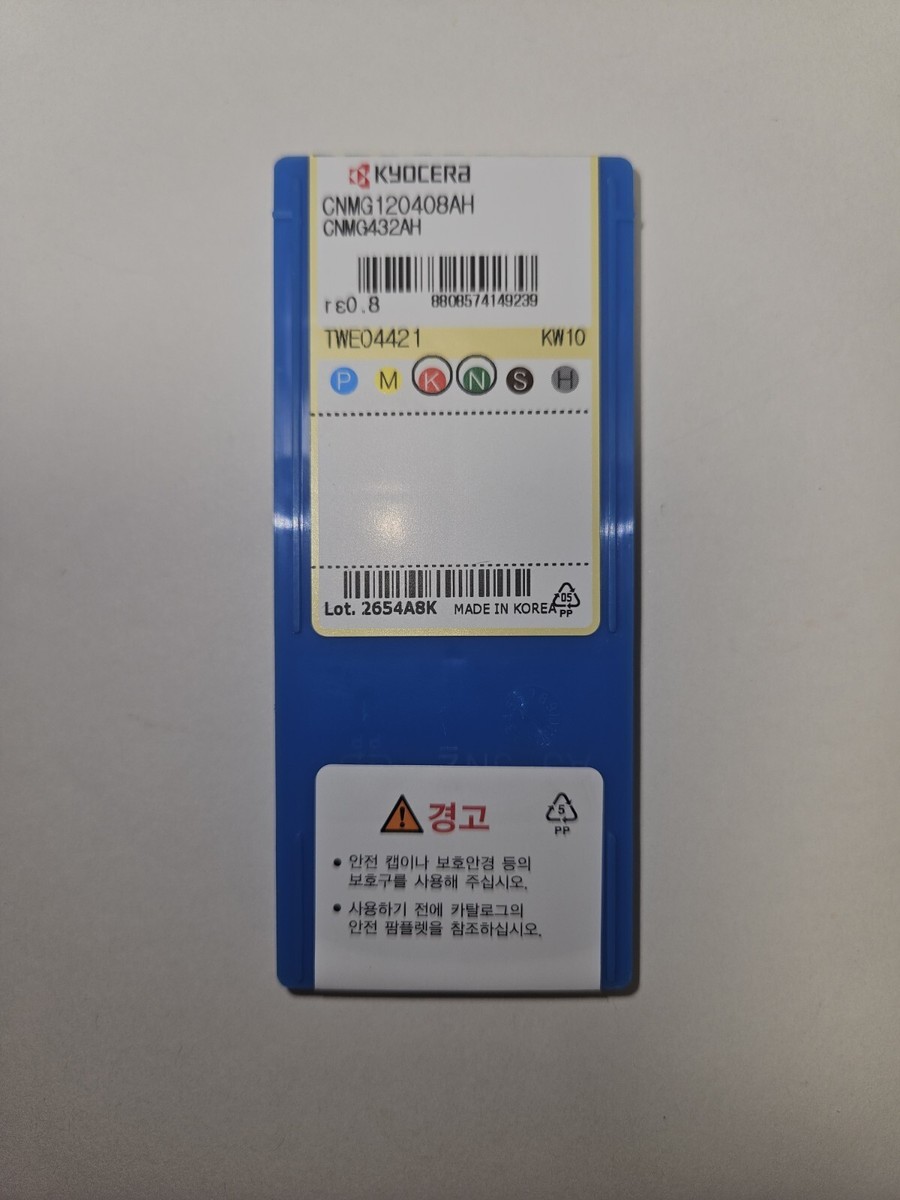 KYOCERA
CNMG120408AH
CNMG432AH
rε0.8 8808574149239
TWE04421 KW10
P M K N S H
Lot. 2654A8K MADE IN KOREA 05 PP
경고 5 PP
• 안전 캡이나 보호안경 등의
보호구를 사용해 주십시오.
• 사용하기 전에 카탈로그의
안전 팜플렛을 참조하십시오.